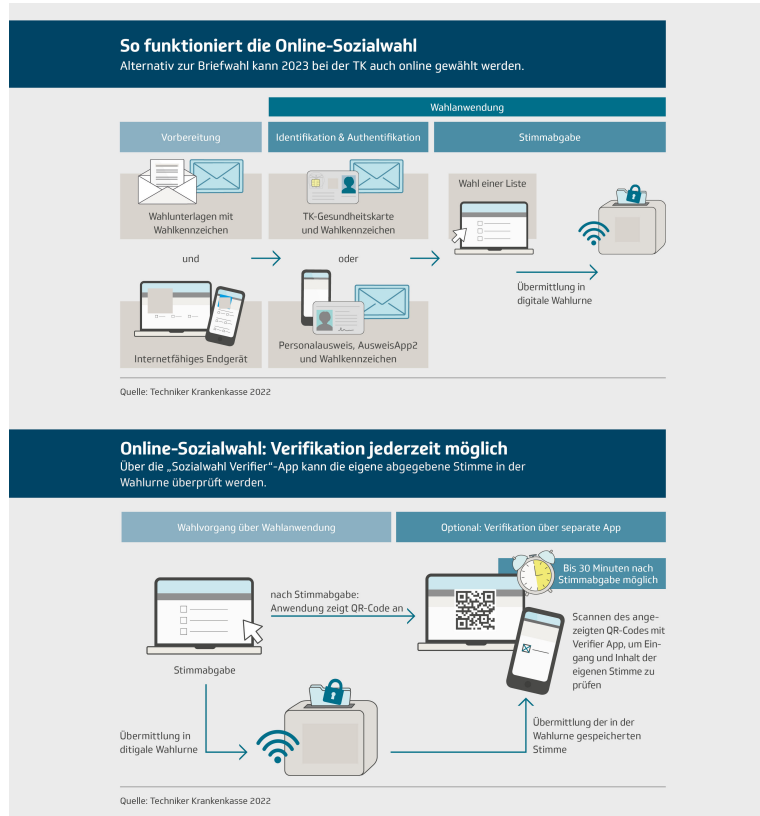 So funktioniert die Online-Sozialwahl
Alternativ zur Briefwahl kann 2023 bei der TK auch online gewählt werden.
Wahlanwendung
Vorbereitung
Identifikation & Authentifikation
Stimmabgabe
Wahlunterlagen mit
Wahlkennzeichen
und
Internetfähiges Endgerät
TK-Gesundheitskarte
und Wahlkennzeichen
oder
Personalausweis, AusweisApp2
und Wahlkennzeichen
Wahl einer Liste
Übermittlung in
digitale Wahlurne
Quelle: Techniker Krankenkasse 2022
Online-Sozialwahl: Verifikation jederzeit möglich
Über die „Sozialwahl Verifier“-App kann die eigene abgegebene Stimme in der
Wahlurne überprüft werden.
Wahlvorgang über Wahlanwendung
Optional: Verifikation über separate App
Bis 30 Minuten nach
Stimmabgabe möglich
nach Stimmabgabe:
Anwendung zeigt QR-Code an
Stimmabgabe
Scannen des ange-
zeigten QR-Codes mit
Verifier App, um Ein-
gang und Inhalt der
eigenen Stimme zu
prüfen
Übermittlung in
ditigale Wahlurne
Übermittlung der in der
Wahlurne gespeicherten
Stimme
Quelle: Techniker Krankenkasse 2022